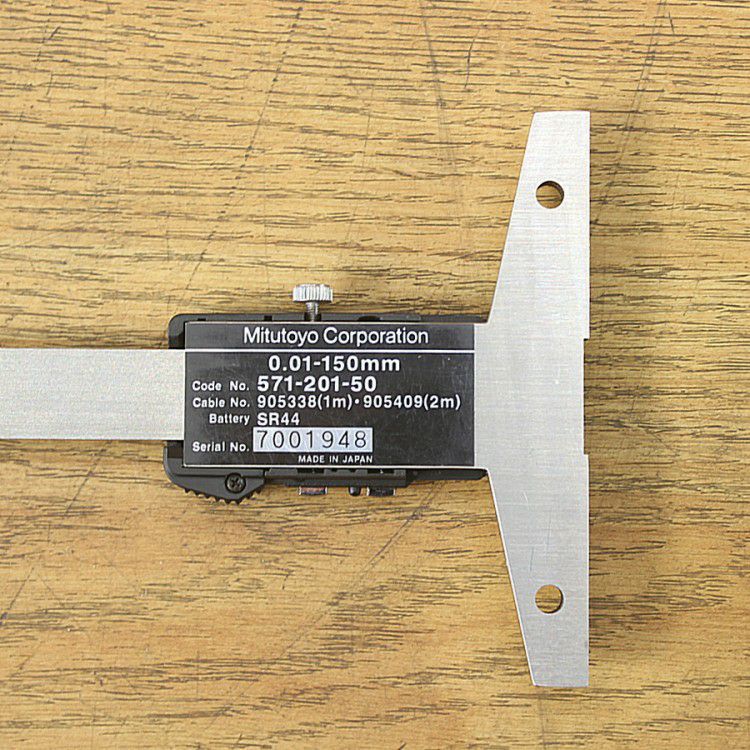 Mitutoyo Corporation
0.01-150mm
Code No. 571-201-50
Cable No. 905338(1m)・905409(2m)
Battery SR44
Serial No. 7001948
MADE IN JAPAN